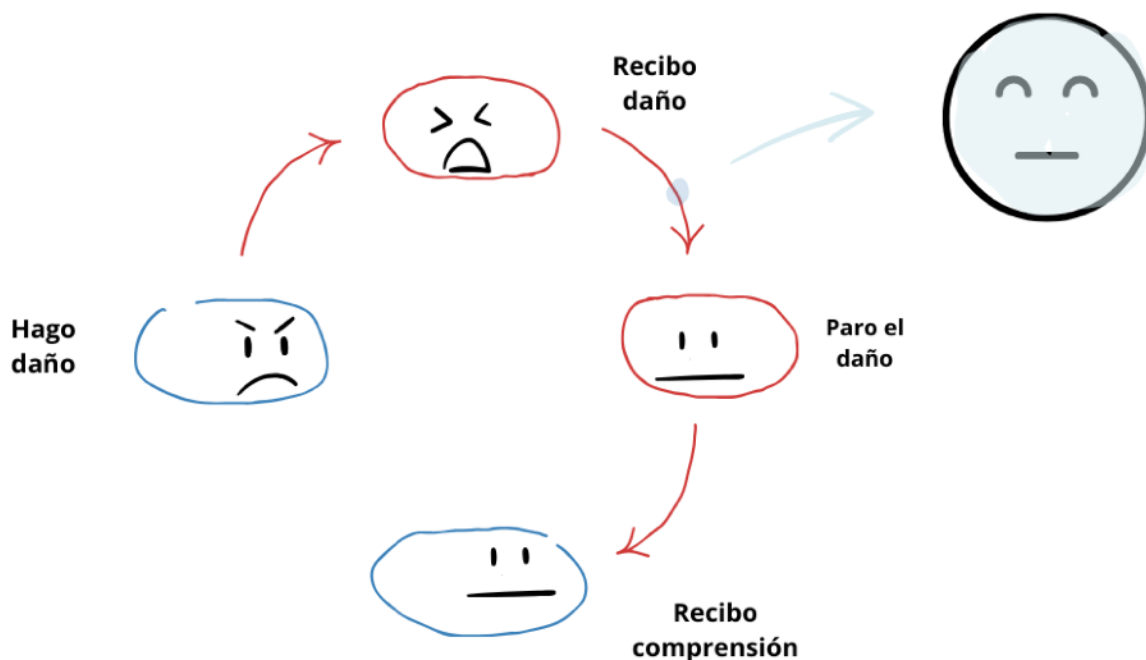 Recibo
daño
Hago
daño
Paro el
daño
Recibo
comprensión